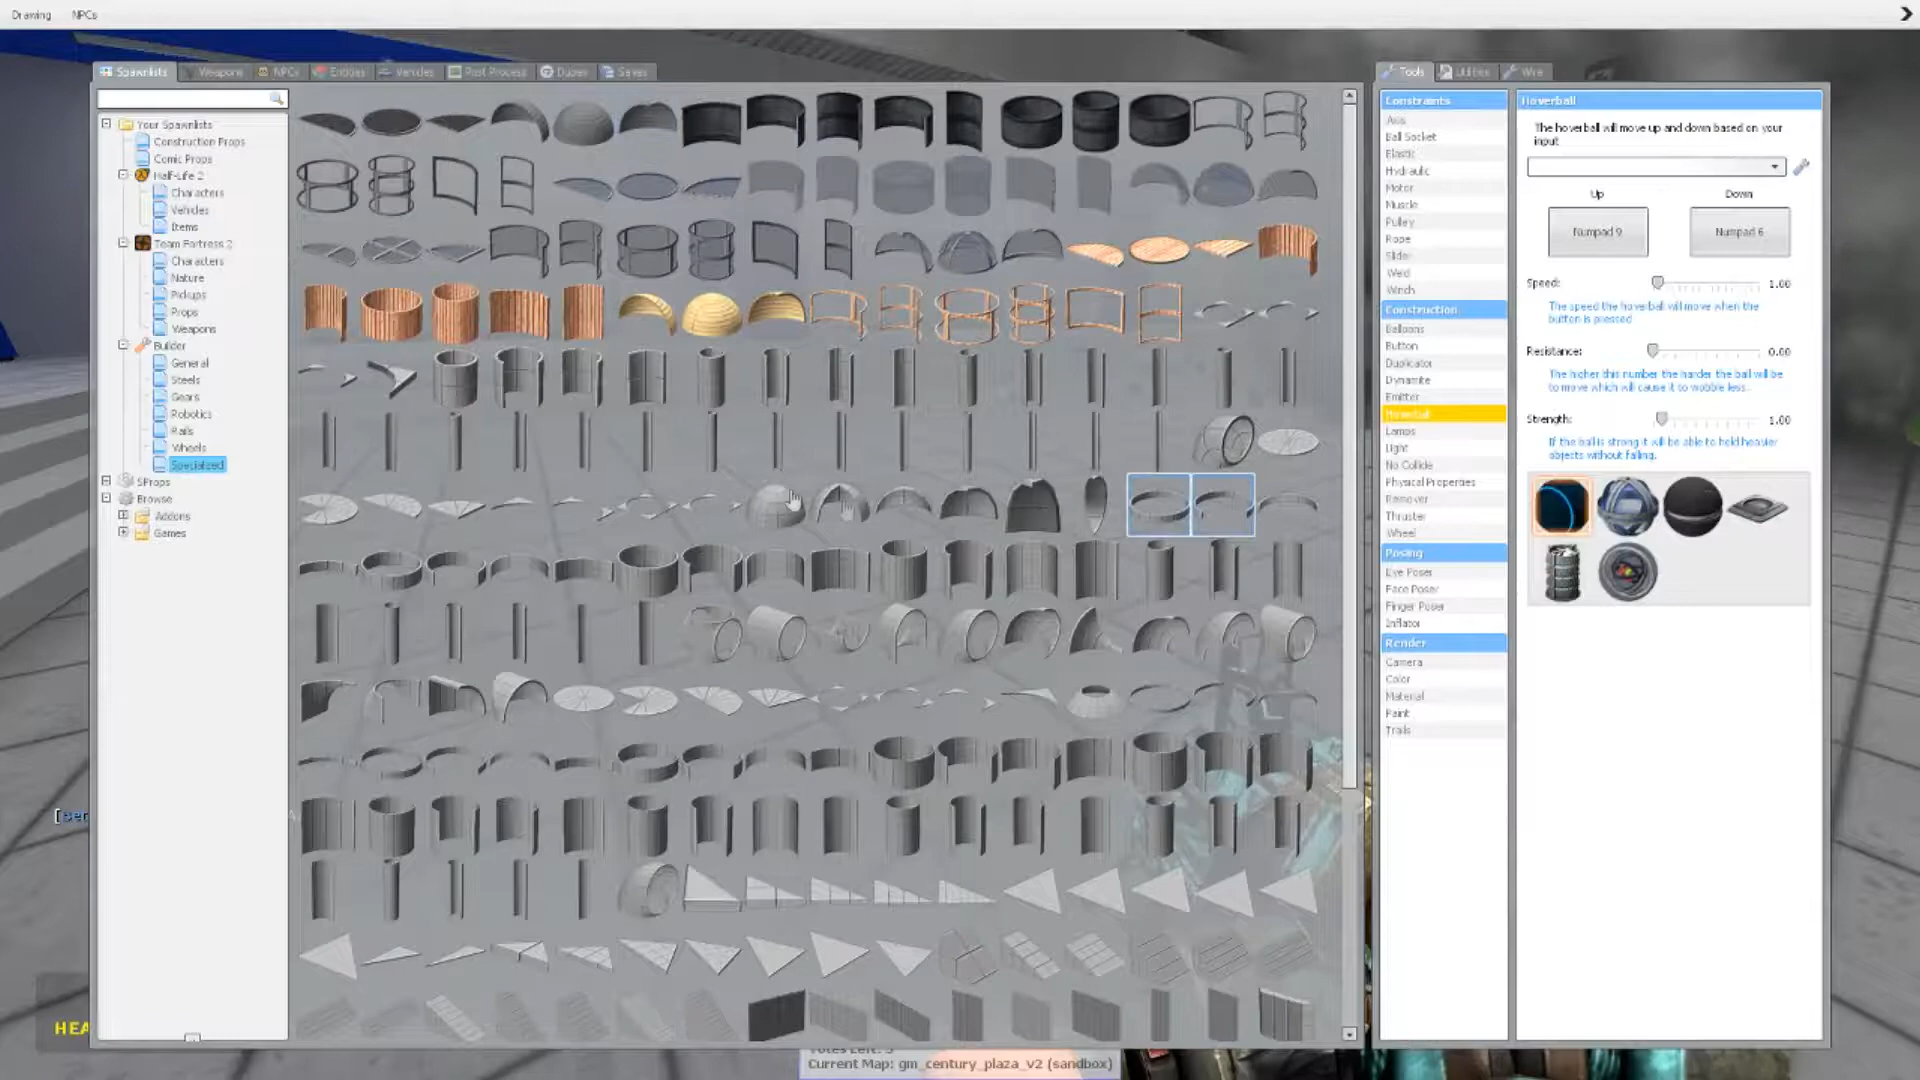 Drawing NPCs
Spawnlists Weapons NPCs Entities Vehicles Post Process Dupes Saves
Tools Utilities Wire
Your Spawnlists
Construction Props
Comic Props
Half-Life 2
Characters
Vehicles
Items
Team Fortress 2
Characters
Nature
Pickups
Props
Weapons
Builder
General
Steels
Gears
Robotics
Rails
Wheels
Specialized
SProps
Browse
Addons
Games
Constraints
Axis
Ball Socket
Elastic
Hydraulic
Motor
Muscle
Pulley
Rope
Slider
Weld
Winch
Construction
Balloons
Button
Duplicator
Dynamite
Emitter
Hoverball
Lamps
Light
No Collide
Physical Properties
Remover
Thruster
Wheel
Posing
Eye Poser
Face Poser
Finger Poser
Inflator
Render
Camera
Color
Material
Paint
Trails
Hoverball
The hoverball will move up and down based on your
input
Up Down
Numpad 9 Numpad 6
Speed: 1.00
The speed the hoverball will move when the
button is pressed
Resistance: 0.00
The higher this number the harder the ball will be
to move which will cause it to wobble less.
Strength: 1.00
If the ball is strong it will be able to hold heavier
objects without falling.
HEA
Votes Left: 3
Current Map: gm_century_plaza_v2 (sandbox)